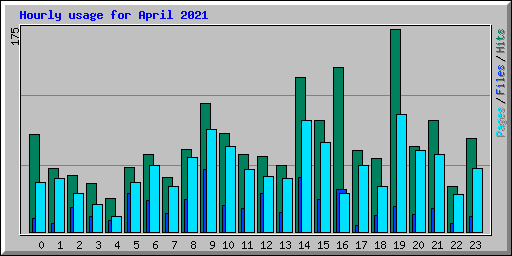 Hourly usage for April 2021
175
Pages / Files / Hits
0 1 2 3 4 5 6 7 8 9 10 11 12 13 14 15 16 17 18 19 20 21 22 23